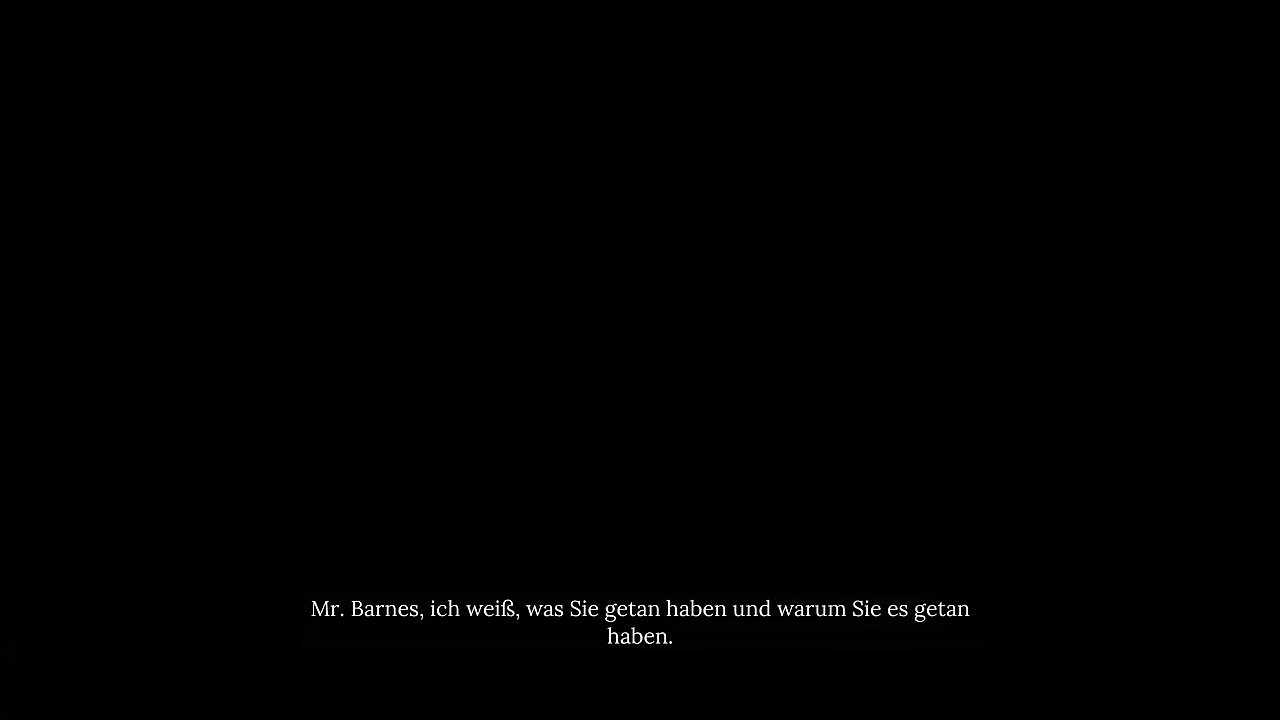 Mr. Barnes, ich weiß, was Sie getan haben und warum Sie es getan
haben.